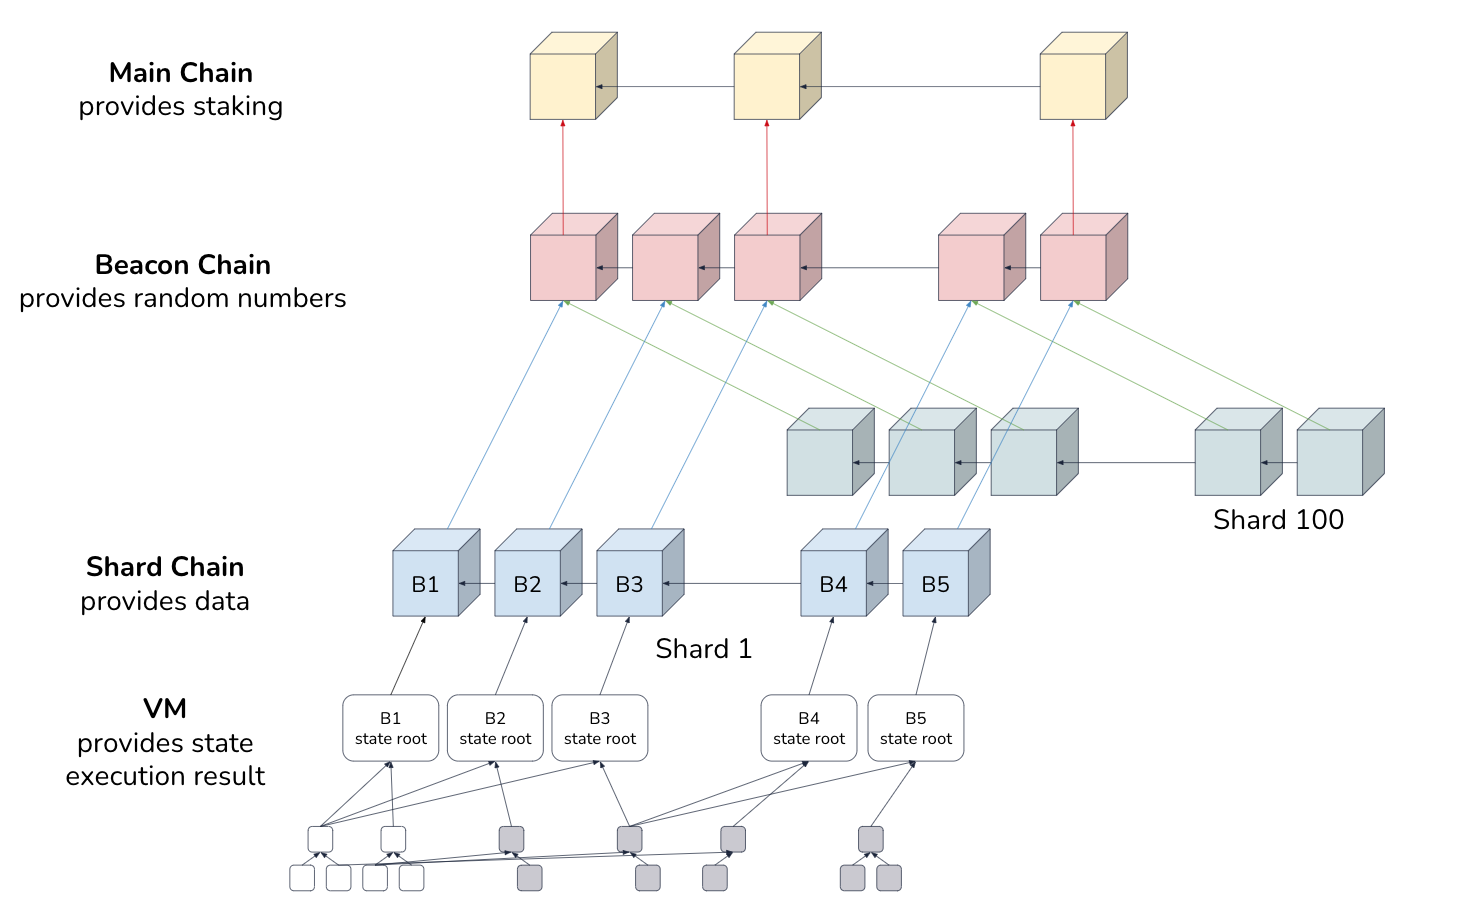 Main Chain
provides staking
Beacon Chain
provides random numbers
Shard 100
Shard Chain
provides data
B1
B2
B3
B4
B5
Shard 1
VM
provides state
execution result
B1
state root
B2
state root
B3
state root
B4
state root
B5
state root